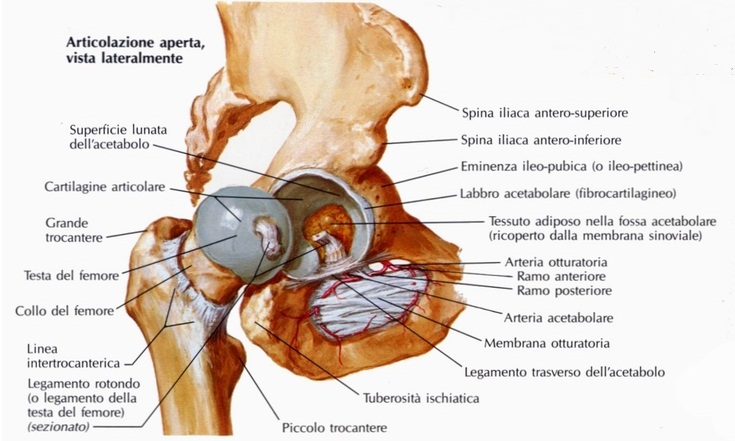 Articolazione aperta,
vista lateralmente
Superficie lunata
dell'acetabolo
Cartilagine articolare
Grande
trocantere
Testa del femore
Collo del femore
Linea
intertrocanterica
Legamento rotondo
(o legamento della
testa del femore)
(sezionato)
Spina iliaca antero-superiore
Spina iliaca antero-inferiore
Eminenza ileo-pubica (o ileo-pettinea)
Labbro acetabolare (fibrocartilagineo)
Tessuto adiposo nella fossa acetabolare
(ricoperto dalla membrana sinoviale)
Arteria otturatoria
Ramo anteriore
Ramo posteriore
Arteria acetabolare
Membrana otturatoria
Legamento trasverso dell'acetabolo
Tuberosità ischiatica
Piccolo trocantere